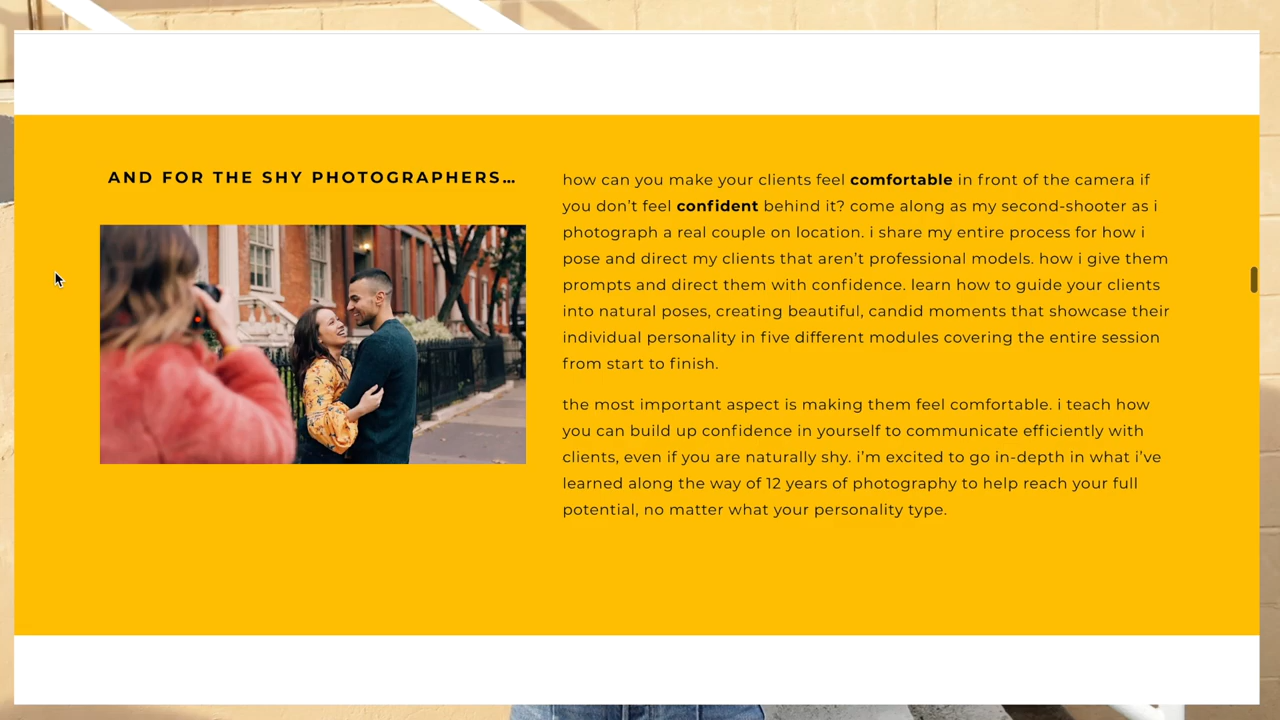 AND FOR THE SHY PHOTOGRAPHERS…
how can you make your clients feel comfortable in front of the camera if
you don’t feel confident behind it? come along as my second-shooter as i
photograph a real couple on location. i share my entire process for how i
pose and direct my clients that aren’t professional models. how i give them
prompts and direct them with confidence. learn how to guide your clients
into natural poses, creating beautiful, candid moments that showcase their
individual personality in five different modules covering the entire session
from start to finish.
the most important aspect is making them feel comfortable. i teach how
you can build up confidence in yourself to communicate efficiently with
clients, even if you are naturally shy. i’m excited to go in-depth in what i’ve
learned along the way of 12 years of photography to help reach your full
potential, no matter what your personality type.